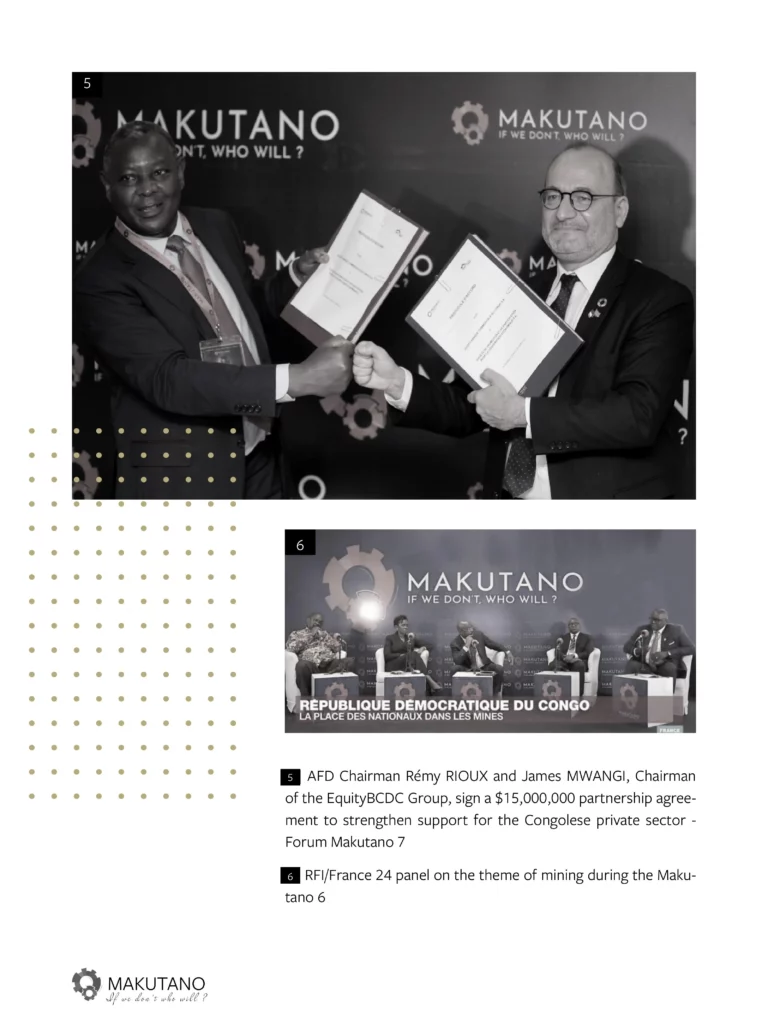 5
MAKUTANO
DON'T, WHO WILL ?
MAKUTANO
IF WE DON'T, WHO WILL ?
6
MAKUTANO
IF WE DON'T, WHO WILL ?
RÉPUBLIQUE DÉMOCRATIQUE DU CONGO
LA PLACE DES NATIONAUX DANS LES MINES
FRANCE
5 AFD Chairman Rémy RIOUX and James MWANGI, Chairman
of the EquityBCDC Group, sign a $15,000,000 partnership agree-
ment to strengthen support for the Congolese private sector -
Forum Makutano 7
6 RFI/France 24 panel on the theme of mining during the Maku-
tano 6
MAKUTANO
If we don't who will ?